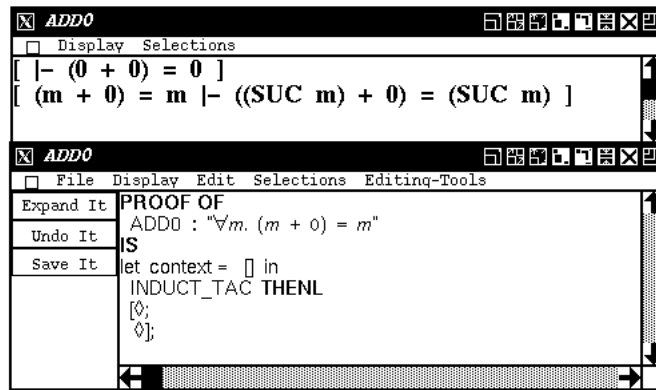 ADD0
Display Selections
[ |– (0 + 0) = 0 ]
[ (m + 0) = m |– ((SUC m) + 0) = (SUC m) ]
ADD0
File Display Edit Selections Editing-Tools
Expand It
Undo It
Save It
PROOF OF
ADD0 : "∀m. (m + 0) = m"
IS
let context = [] in
INDUCT_TAC THENL
[◊;
◊];